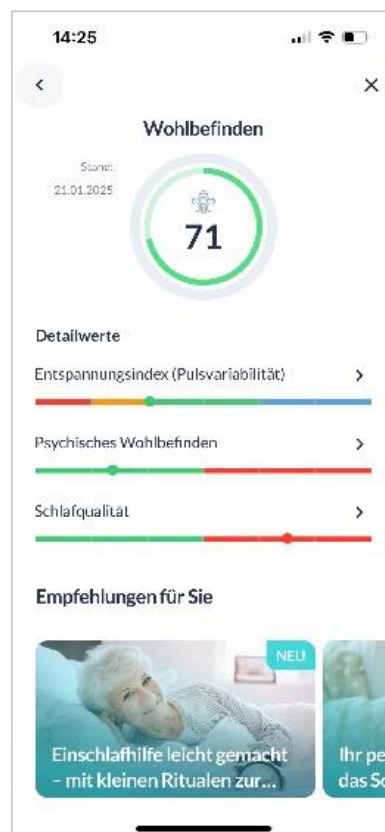 14:25
Wohlbefinden
Stand:
21.01.2025
71
Detailwerte
Entspannungsindex (Pulsvariabilität)
Psychisches Wohlbefinden
Schlafqualität
Empfehlungen für Sie
NEU
Einschlafhilfe leicht gemacht
– mit kleinen Ritualen zur...
Ihr pe
das Sc